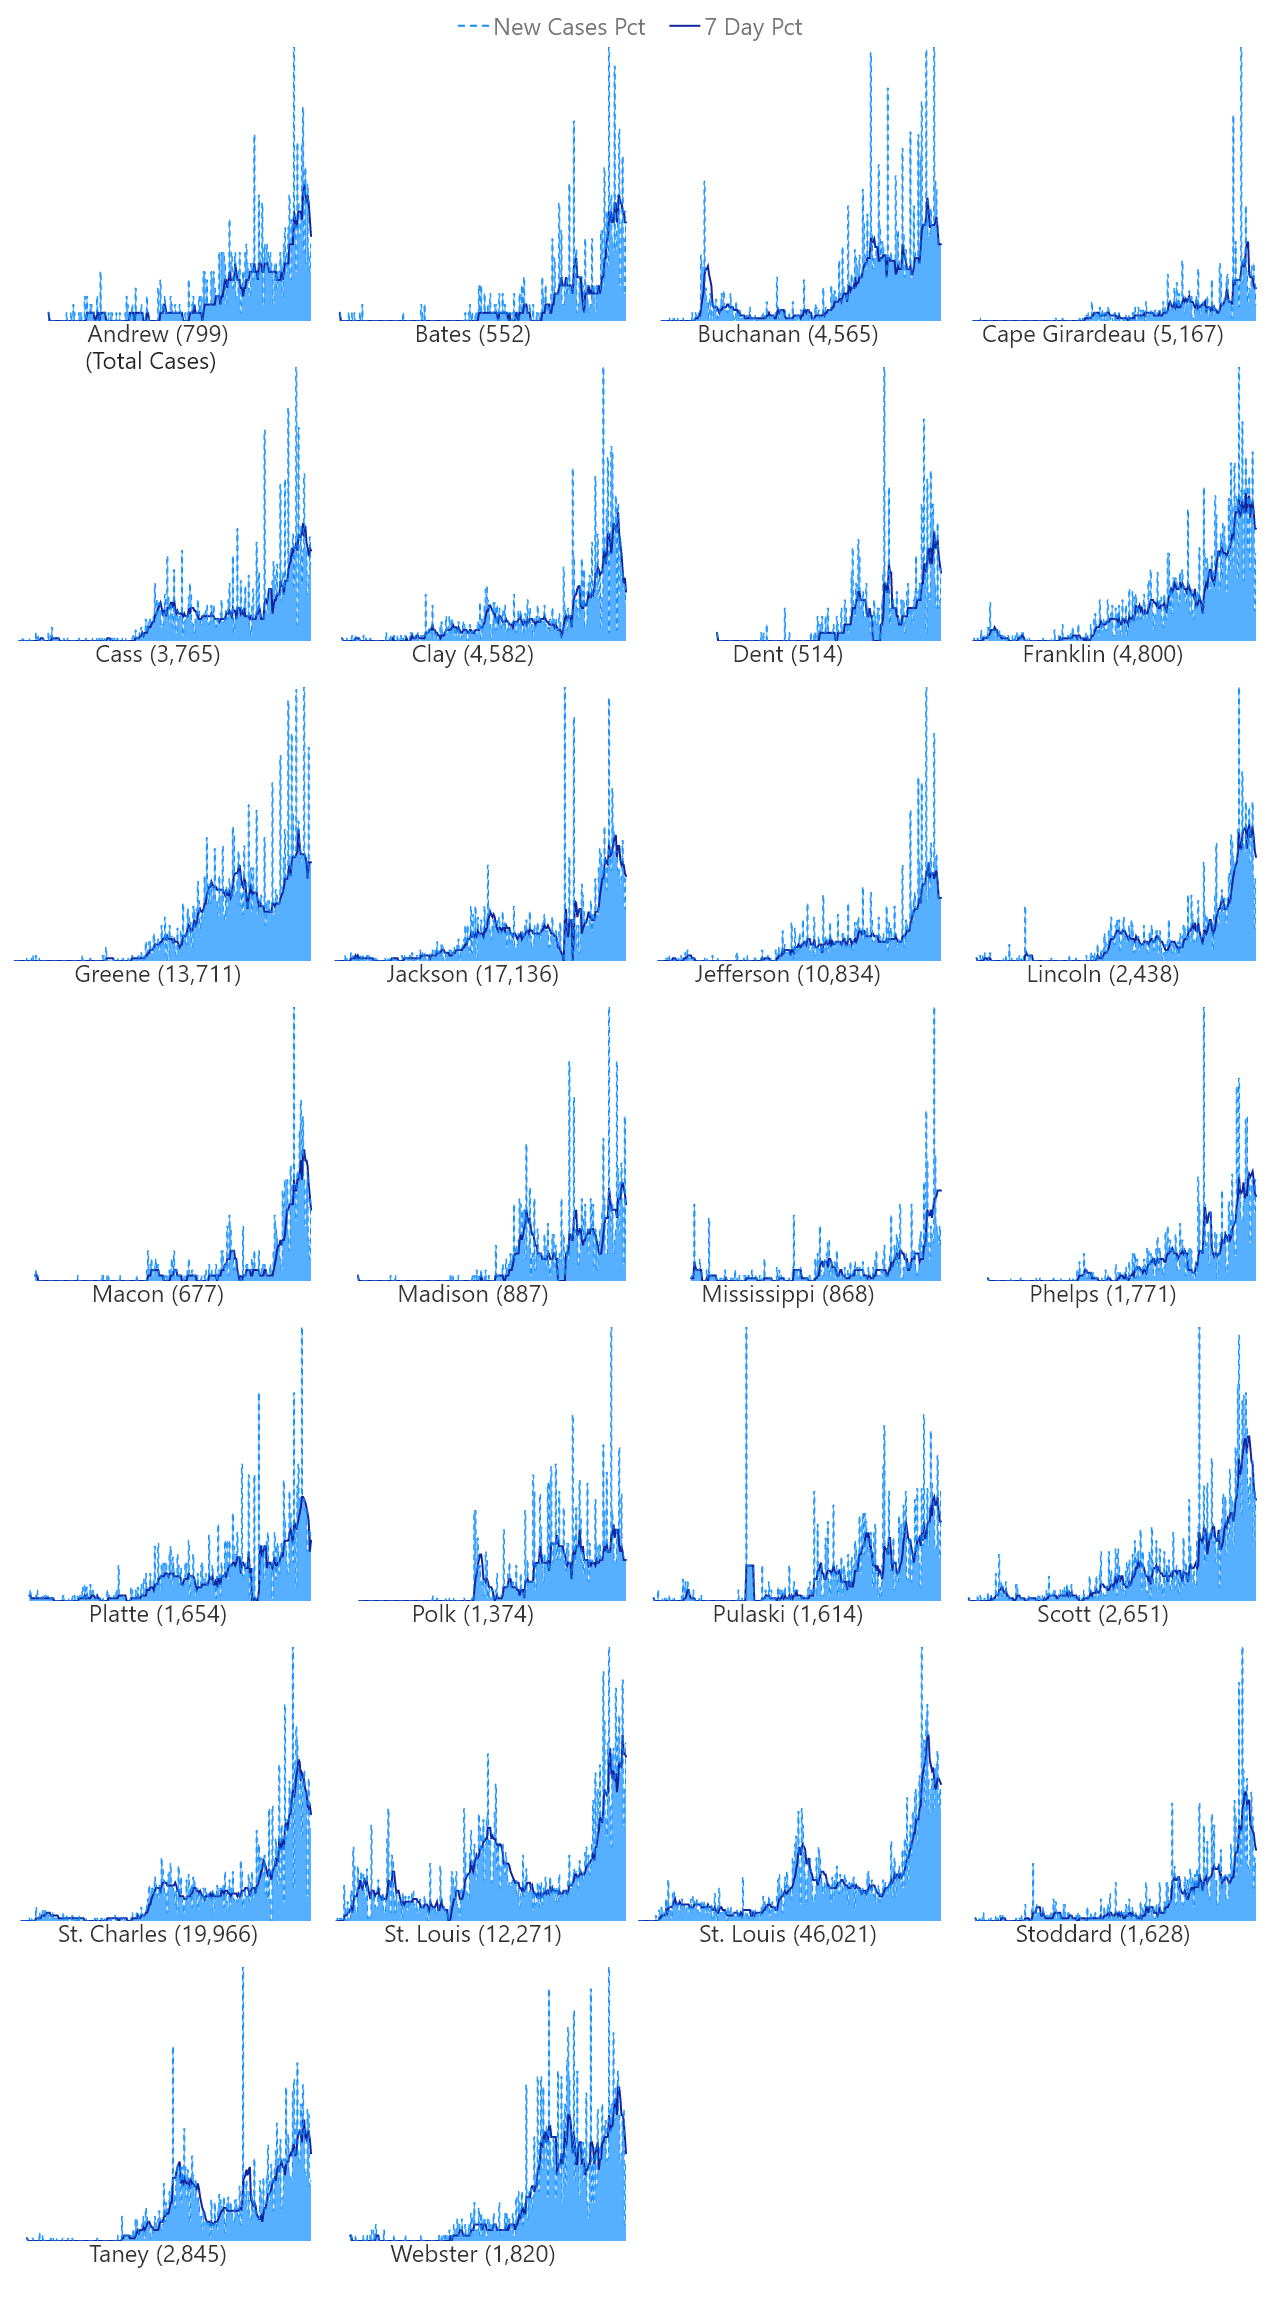 New Cases Pct 7 Day Pct
Andrew (799) Bates (552) Buchanan (4,565) Cape Girardeau (5,167)
(Total Cases)
Cass (3,765) Clay (4,582) Dent (514) Franklin (4,800)
Greene (13,711) Jackson (17,136) Jefferson (10,834) Lincoln (2,438)
Macon (677) Madison (887) Mississippi (868) Phelps (1,771)
Platte (1,654) Polk (1,374) Pulaski (1,614) Scott (2,651)
St. Charles (19,966) St. Louis (12,271) St. Louis (46,021) Stoddard (1,628)
Taney (2,845) Webster (1,820)